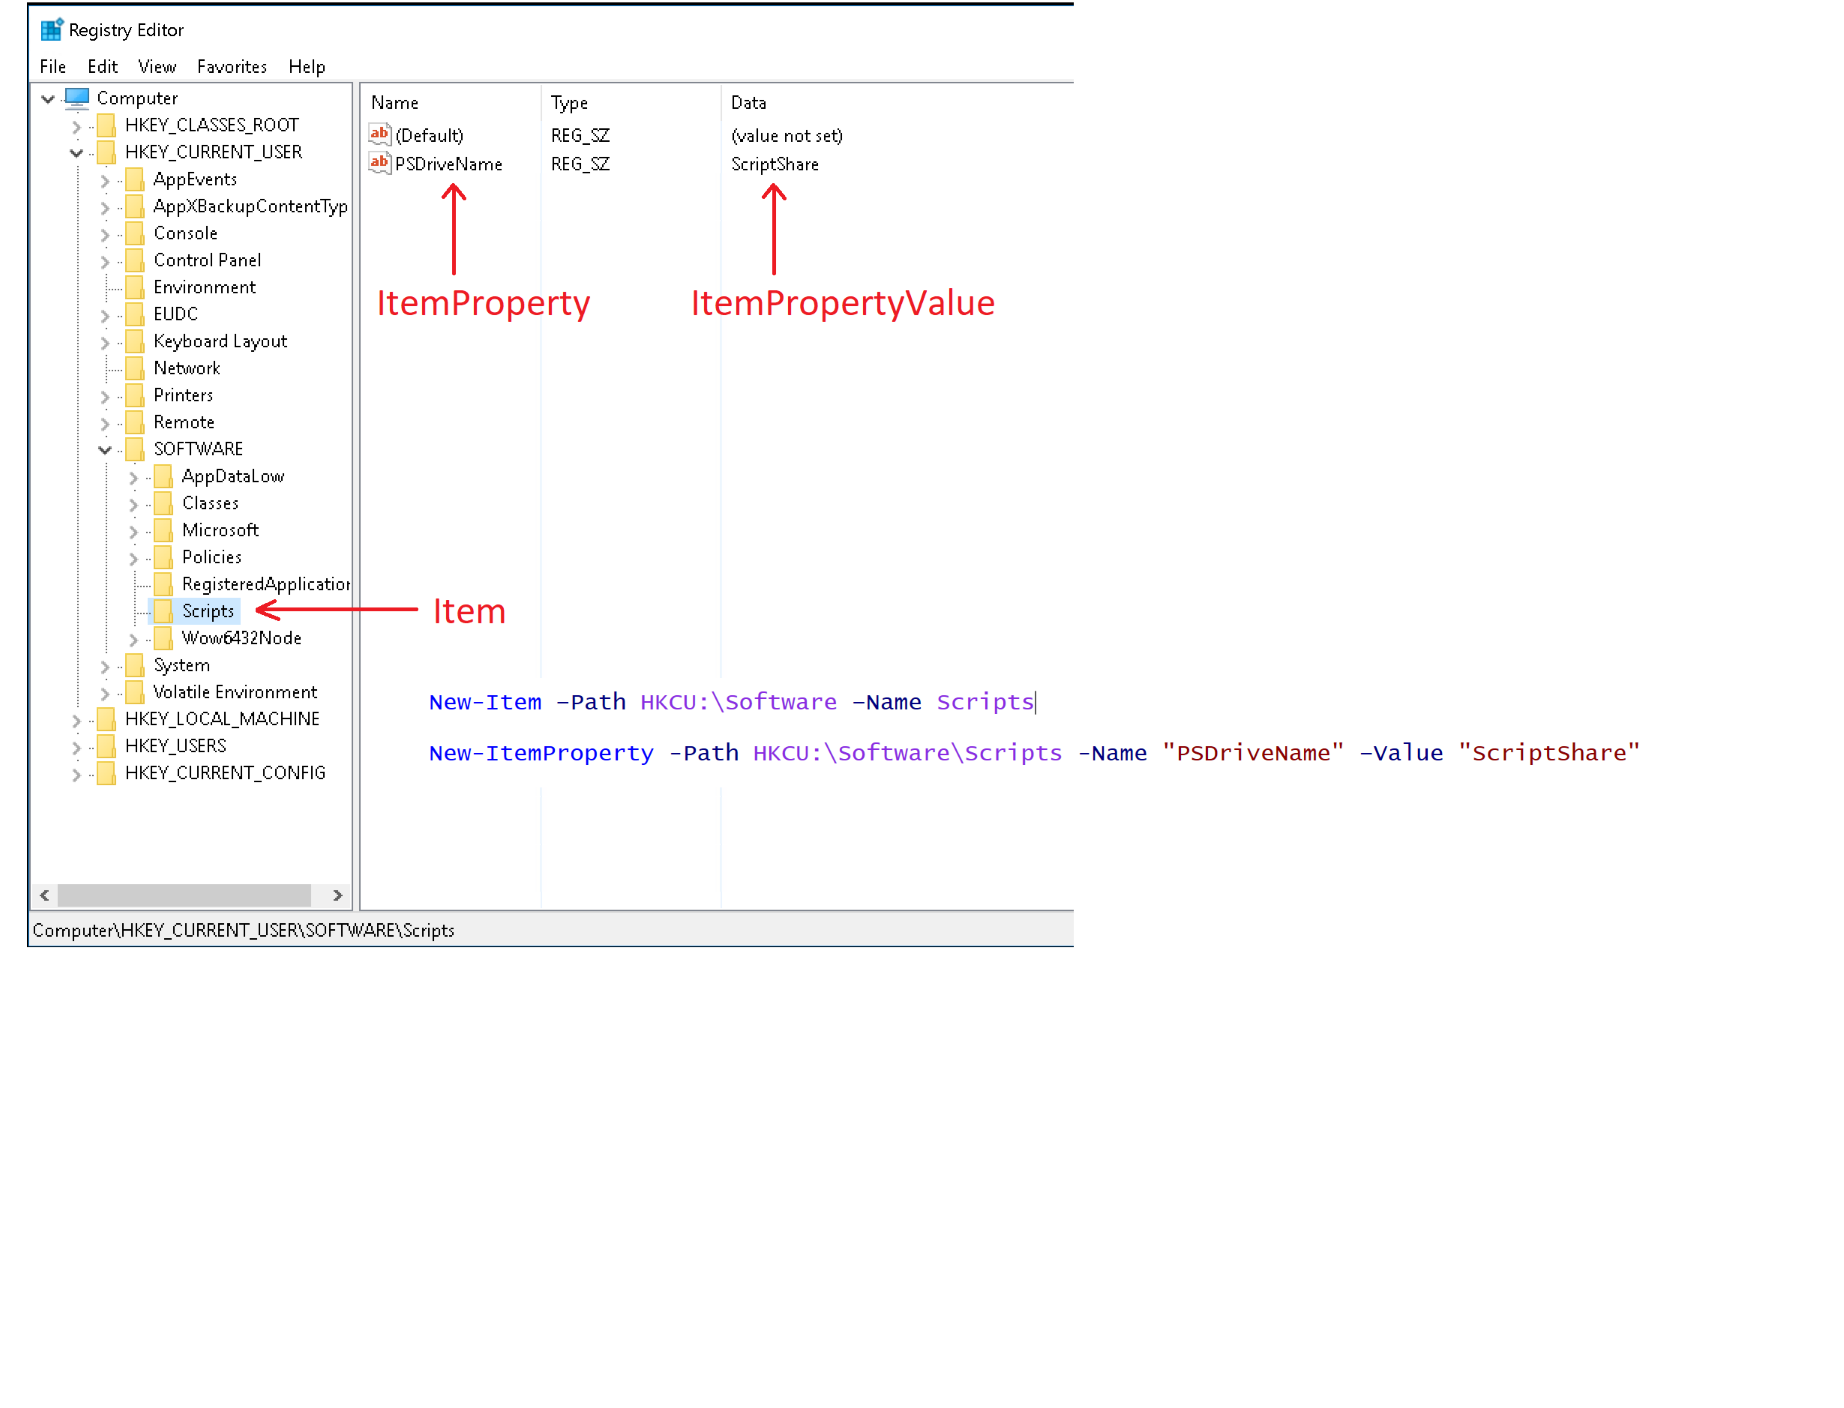 Registry Editor
File Edit View Favorites Help
Computer
HKEY_CLASSES_ROOT
HKEY_CURRENT_USER
AppEvents
AppXBackupContentTyp
Console
Control Panel
Environment
EUDC
Keyboard Layout
Network
Printers
Remote
SOFTWARE
AppDataLow
Classes
Microsoft
Policies
RegisteredApplication
Scripts
Wow6432Node
System
Volatile Environment
HKEY_LOCAL_MACHINE
HKEY_USERS
HKEY_CURRENT_CONFIG
Name Type Data
ab (Default) REG_SZ (value not set)
ab PSDriveName REG_SZ ScriptShare
ItemProperty ItemPropertyValue
Item
New-Item –Path HKCU:\Software –Name Scripts
New-ItemProperty -Path HKCU:\Software\Scripts -Name "PSDriveName" –Value "ScriptShare"
Computer\HKEY_CURRENT_USER\SOFTWARE\Scripts